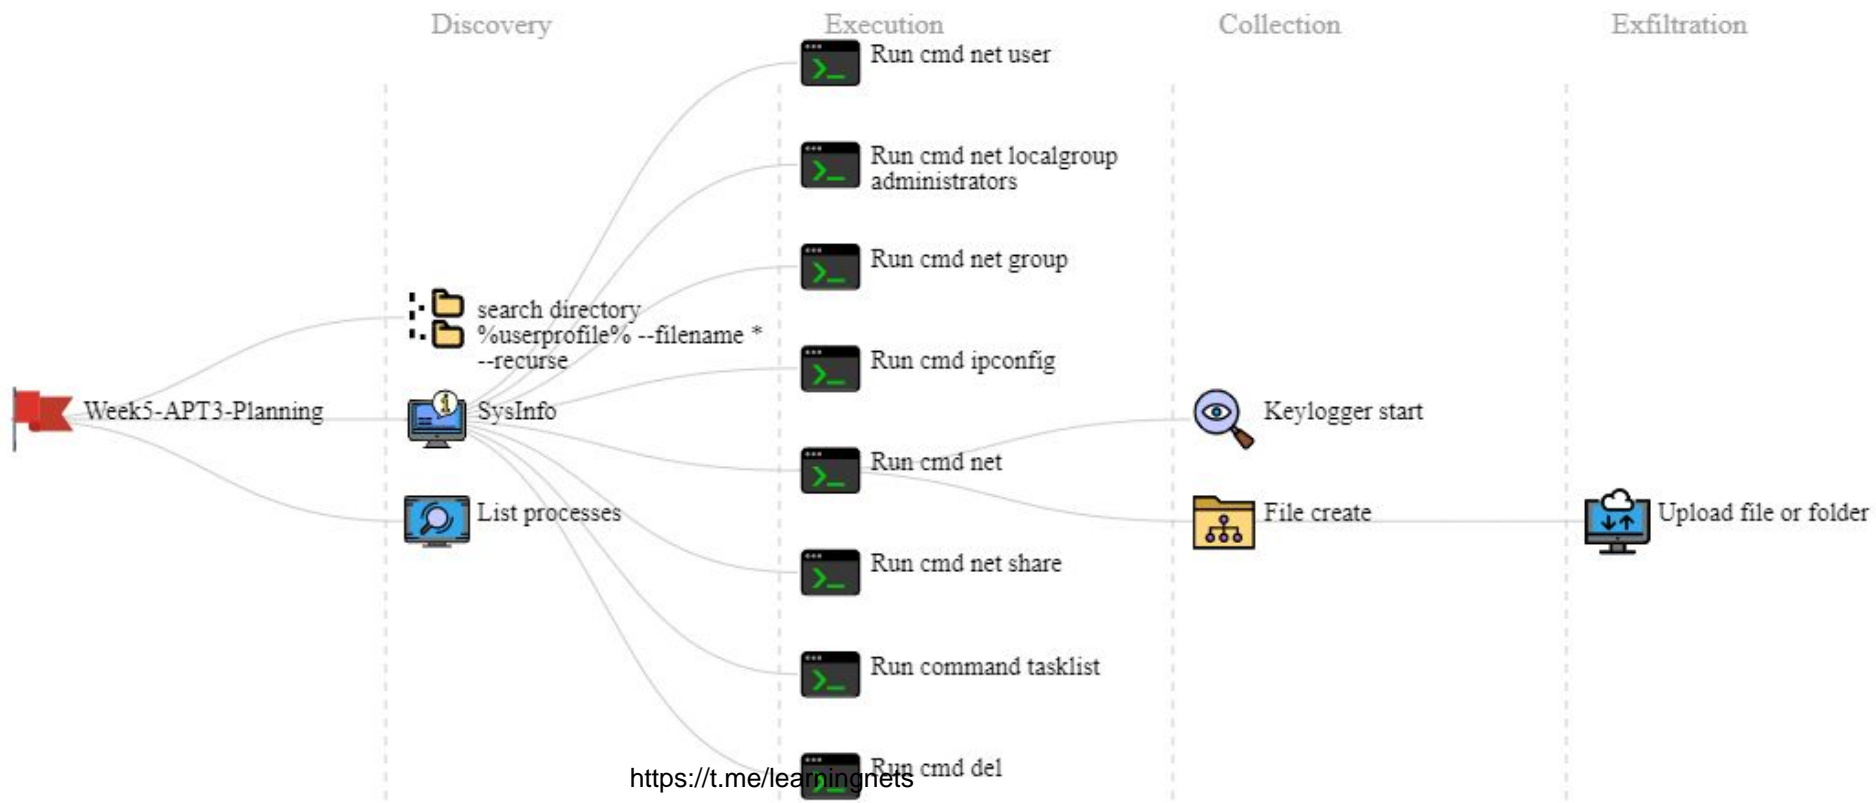 Discovery
Execution
Collection
Exfiltration
Run cmd net user
Run cmd net localgroup
administrators
Run cmd net group
search directory
%userprofile% --filename *
--recurse
Run cmd ipconfig
Week5-APT3-Planning
SysInfo
Keylogger start
Run cmd net
List processes
File create
Upload file or folder
Run cmd net share
Run command tasklist
Run cmd del
https://t.me/learningnets